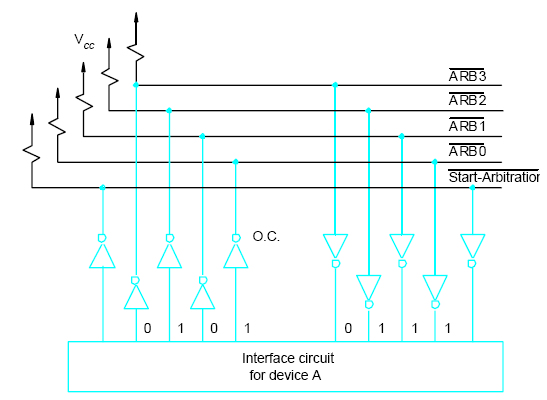 Vcc
ARB3
ARB2
ARB1
ARB0
Start-Arbitration
O.C.
0 1 0 1 0 1 1 1
Interface circuit
for device A